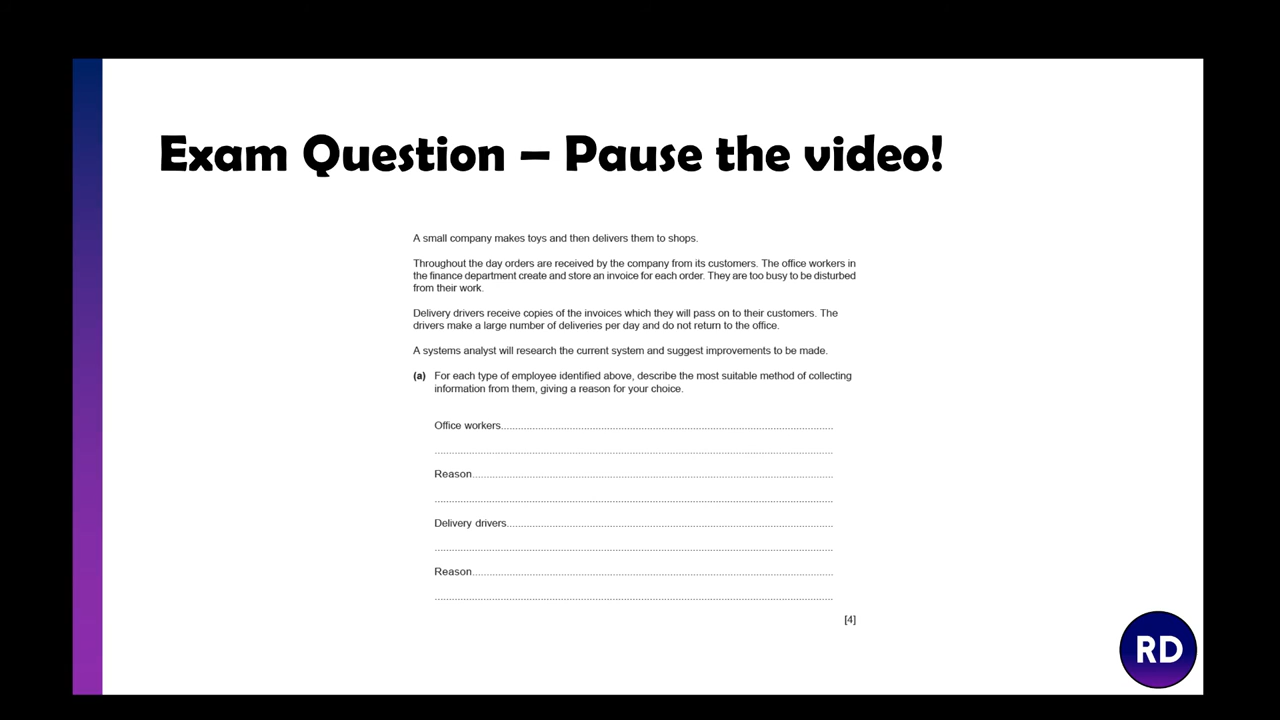 Exam Question – Pause the video!
A small company makes toys and then delivers them to shops.
Throughout the day orders are received by the company from its customers. The office workers in
the finance department create and store an invoice for each order. They are too busy to be disturbed
from their work.
Delivery drivers receive copies of the invoices which they will pass on to their customers. The
drivers make a large number of deliveries per day and do not return to the office.
A systems analyst will research the current system and suggest improvements to be made.
(a) For each type of employee identified above, describe the most suitable method of collecting
information from them, giving a reason for your choice.
Office workers
Reason
Delivery drivers
Reason
[4]
RD